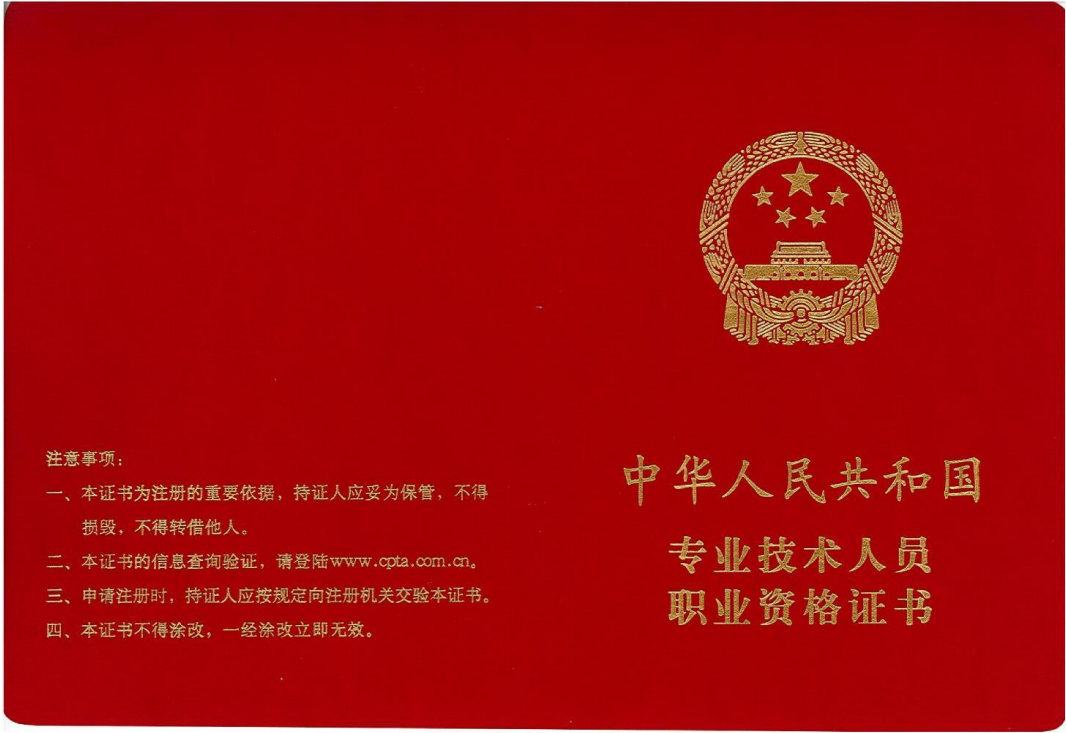 注意事项：
一、本证书为注册的重要依据，持证人应妥为保管，不得
损毁，不得转借他人。
二、本证书的信息查询验证，请登陆www.cpta.com.cn。
三、申请注册时，持证人应按规定向注册机关交验本证书。
四、本证书不得涂改，一经涂改立即无效。
中华人民共和国
专业技术人员
职业资格证书